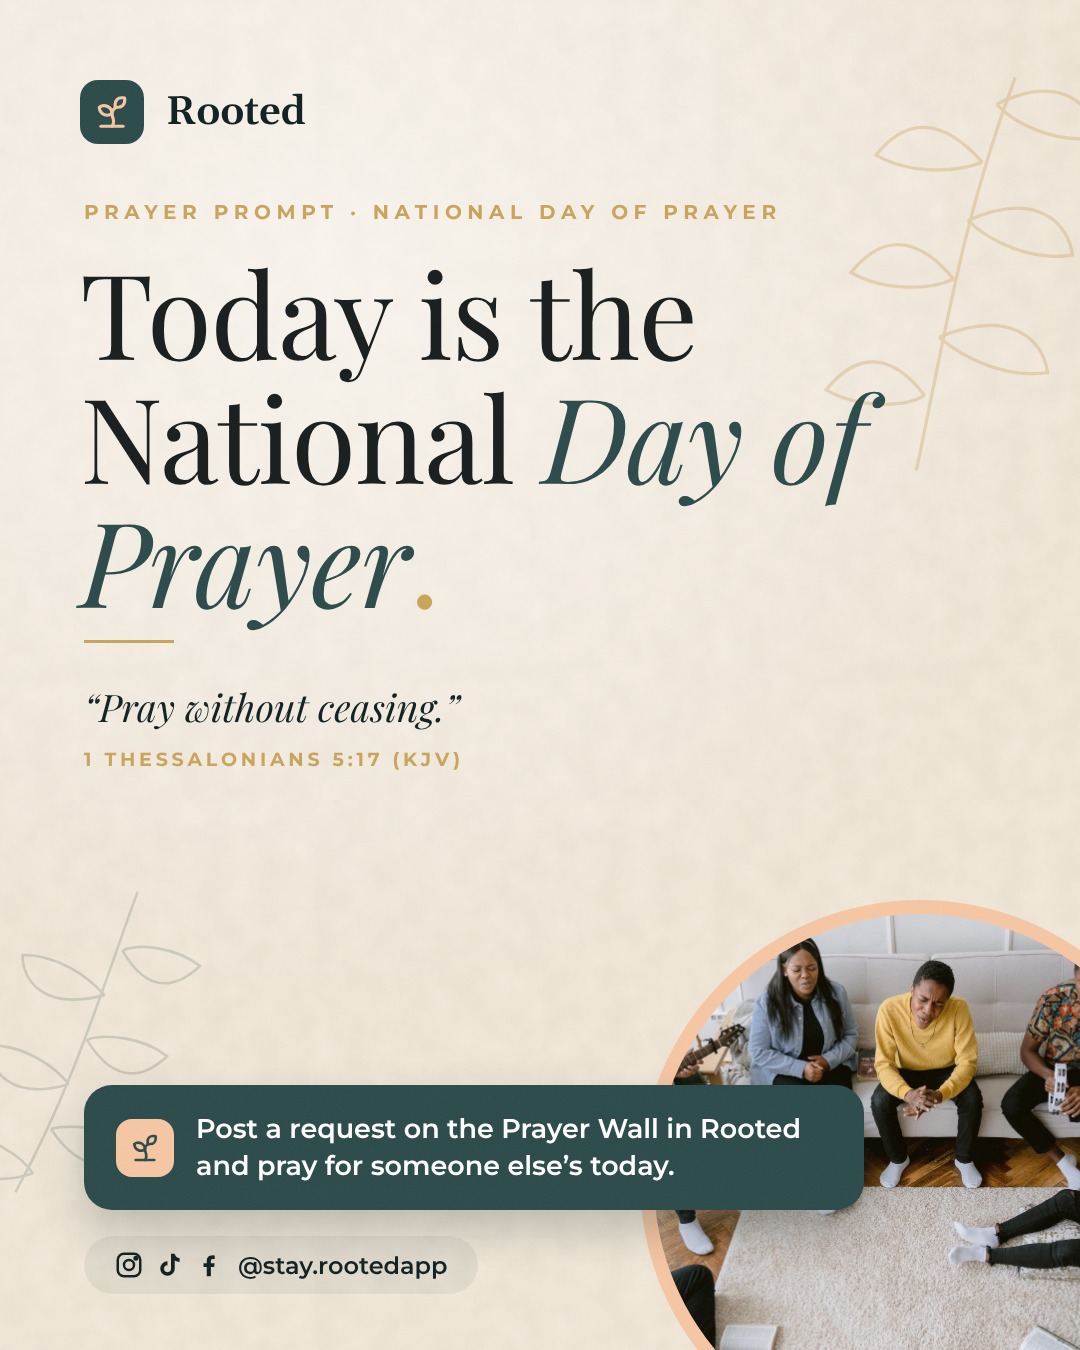 Rooted
PRAYER PROMPT · NATIONAL DAY OF PRAYER
Today is the
National Day of
Prayer.
“Pray without ceasing.”
1 THESSALONIANS 5:17 (KJV)
Post a request on the Prayer Wall in Rooted
and pray for someone else’s today.
@stay.rootedapp